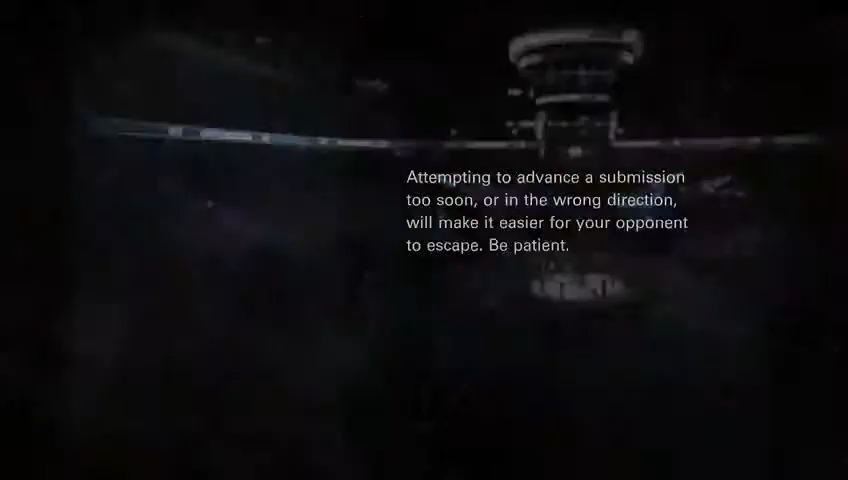 Attempting to advance a submission
too soon, or in the wrong direction,
will make it easier for your opponent
to escape. Be patient.